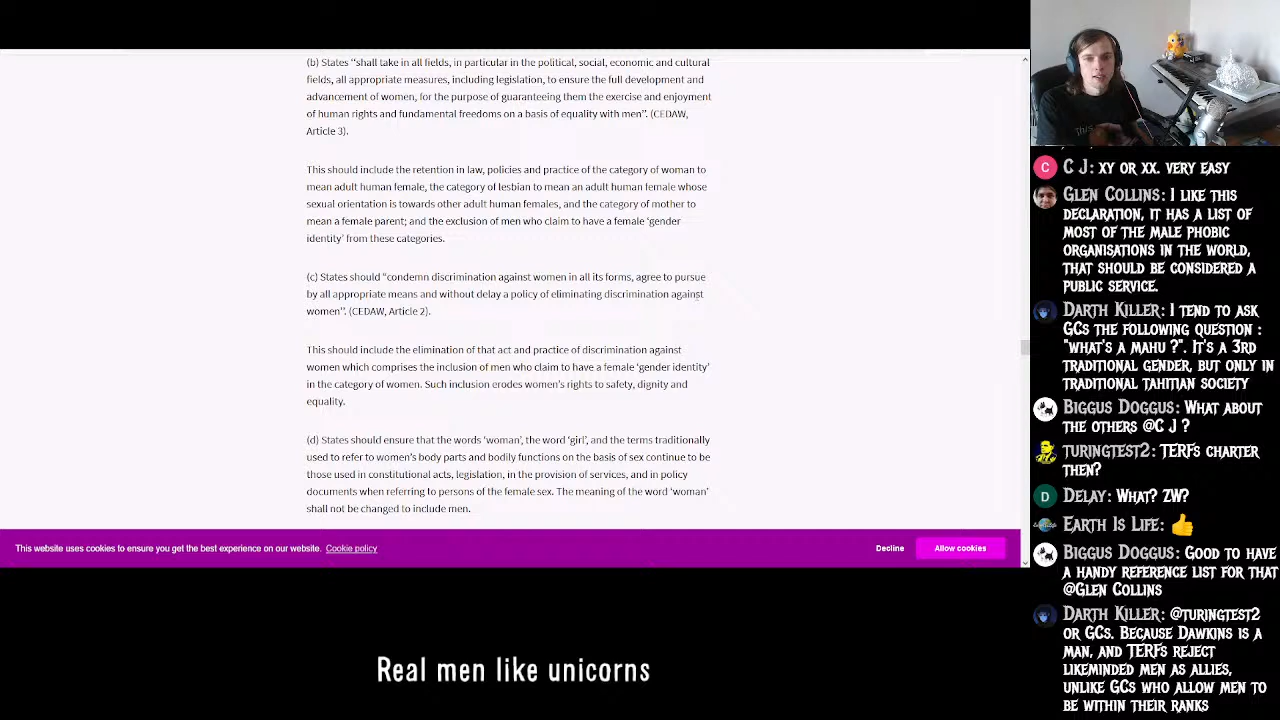 (b) States “shall take in all fields, in particular in the political, social, economic and cultural
fields, all appropriate measures, including legislation, to ensure the full development and
advancement of women, for the purpose of guaranteeing them the exercise and enjoyment
of human rights and fundamental freedoms on a basis of equality with men”. (CEDAW,
Article 3).
This should include the retention in law, policies and practice of the category of woman to
mean adult human female, the category of lesbian to mean an adult human female whose
sexual orientation is towards other adult human females, and the category of mother to
mean a female parent; and the exclusion of men who claim to have a female ‘gender
identity’ from these categories.
(c) States should “condemn discrimination against women in all its forms, agree to pursue
by all appropriate means and without delay a policy of eliminating discrimination against
women”. (CEDAW, Article 2).
This should include the elimination of that act and practice of discrimination against
women which comprises the inclusion of men who claim to have a female ‘gender identity’
in the category of women. Such inclusion erodes women’s rights to safety, dignity and
equality.
(d) States should ensure that the words ‘woman’, the word ‘girl’, and the terms traditionally
used to refer to women’s body parts and bodily functions on the basis of sex continue to be
those used in constitutional acts, legislation, in the provision of services, and in policy
documents when referring to persons of the female sex. The meaning of the word ‘woman’
shall not be changed to include men.
This website uses cookies to ensure you get the best experience on our website. Cookie policy
Decline
Allow cookies
Real men like unicorns
This
C
C J: XY OR XX. VERY EASY
GLEN COLLINS: I LIKE THIS
DECLARATION, IT HAS A LIST OF
MOST OF THE MALE PHOBIC
ORGANISATIONS IN THE WORLD,
THAT SHOULD BE CONSIDERED A
PUBLIC SERVICE.
DARTH KILLER: I TEND TO ASK
GCS THE FOLLOWING QUESTION :
"WHAT'S A MAHU ?". IT'S A 3RD
TRADITIONAL GENDER, BUT ONLY IN
TRADITIONAL TAHITIAN SOCIETY
BIGGUS DOGGUS: WHAT ABOUT
THE OTHERS @C J ?
TURINGTEST2: TERFS CHARTER
THEN?
D
DELAY: WHAT? ZW?
EARTH IS LIFE: 👍
BIGGUS DOGGUS: GOOD TO HAVE
A HANDY REFERENCE LIST FOR THAT
@GLEN COLLINS
DARTH KILLER: @TURINGTEST2
OR GCS. BECAUSE DAWKINS IS A
MAN, AND TERFS REJECT
LIKEMINDED MEN AS ALLIES,
UNLIKE GCS WHO ALLOW MEN TO
BE WITHIN THEIR RANKS